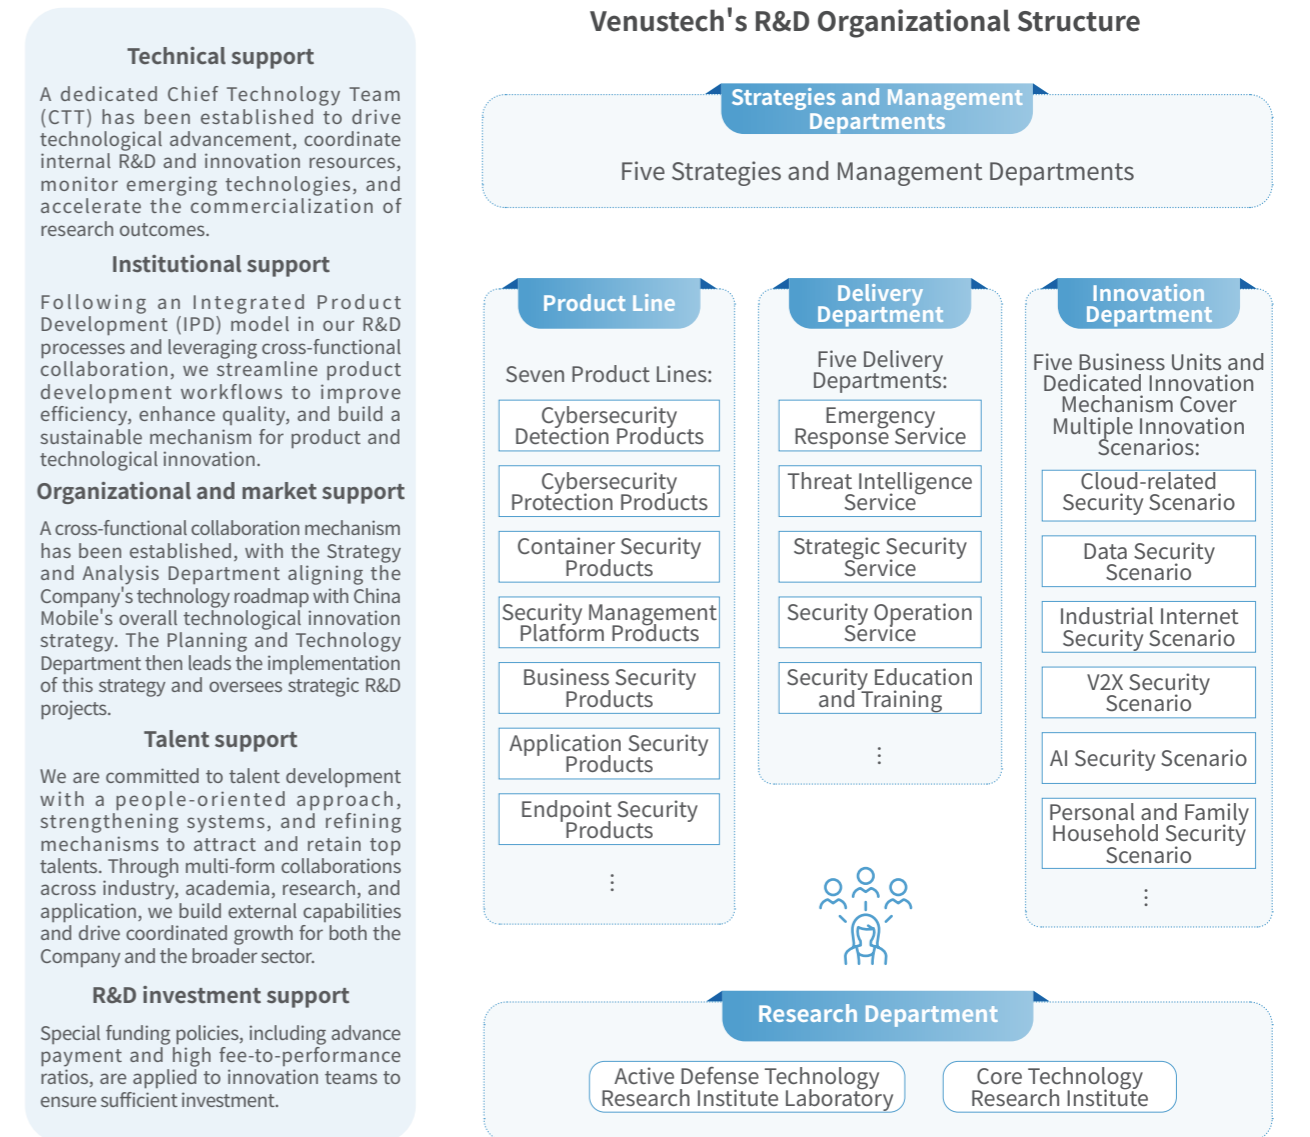 Technical support
A dedicated Chief Technology Team
(CTT) has been established to drive
technological advancement, coordinate
internal R&D and innovation resources,
monitor emerging technologies, and
accelerate the commercialization of
research outcomes.
Institutional support
Following an Integrated Product
Development (IPD) model in our R&D
processes and leveraging cross-functional
collaboration, we streamline product
development workflows to improve
efficiency, enhance quality, and build a
sustainable mechanism for product and
technological innovation.
Organizational and market support
A cross-functional collaboration mechanism
has been established, with the Strategy
and Analysis Department aligning the
Company's technology roadmap with China
Mobile's overall technological innovation
strategy. The Planning and Technology
Department then leads the implementation
of this strategy and oversees strategic R&D
projects.
Talent support
We are committed to talent development
with a people-oriented approach,
strengthening systems, and refining
mechanisms to attract and retain top
talents. Through multi-form collaborations
across industry, academia, research, and
application, we build external capabilities
and drive coordinated growth for both the
Company and the broader sector.
R&D investment support
Special funding policies, including advance
payment and high fee-to-performance
ratios, are applied to innovation teams to
ensure sufficient investment.
Venustech's R&D Organizational Structure
Strategies and Management
Departments
Five Strategies and Management Departments
Product Line
Seven Product Lines:
Cybersecurity
Detection Products
Cybersecurity
Protection Products
Container Security
Products
Security Management
Platform Products
Business Security
Products
Application Security
Products
Endpoint Security
Products
⋮
Delivery
Department
Five Delivery
Departments:
Emergency
Response Service
Threat Intelligence
Service
Strategic Security
Service
Security Operation
Service
Security Education
and Training
⋮
Innovation
Department
Five Business Units and
Dedicated Innovation
Mechanism Cover
Multiple Innovation
Scenarios:
Cloud-related
Security Scenario
Data Security
Scenario
Industrial Internet
Security Scenario
V2X Security
Scenario
AI Security Scenario
Personal and Family
Household Security
Scenario
⋮
Research Department
Active Defense Technology
Research Institute Laboratory
Core Technology
Research Institute